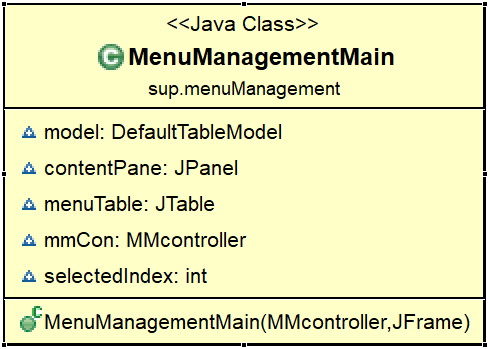 <<Java Class>>
C MenuManagementMain
sup.menuManagement
model: DefaultTableModel
contentPane: JPanel
menuTable: JTable
mmCon: MMcontroller
selectedIndex: int
C MenuManagementMain(MMcontroller,JFrame)